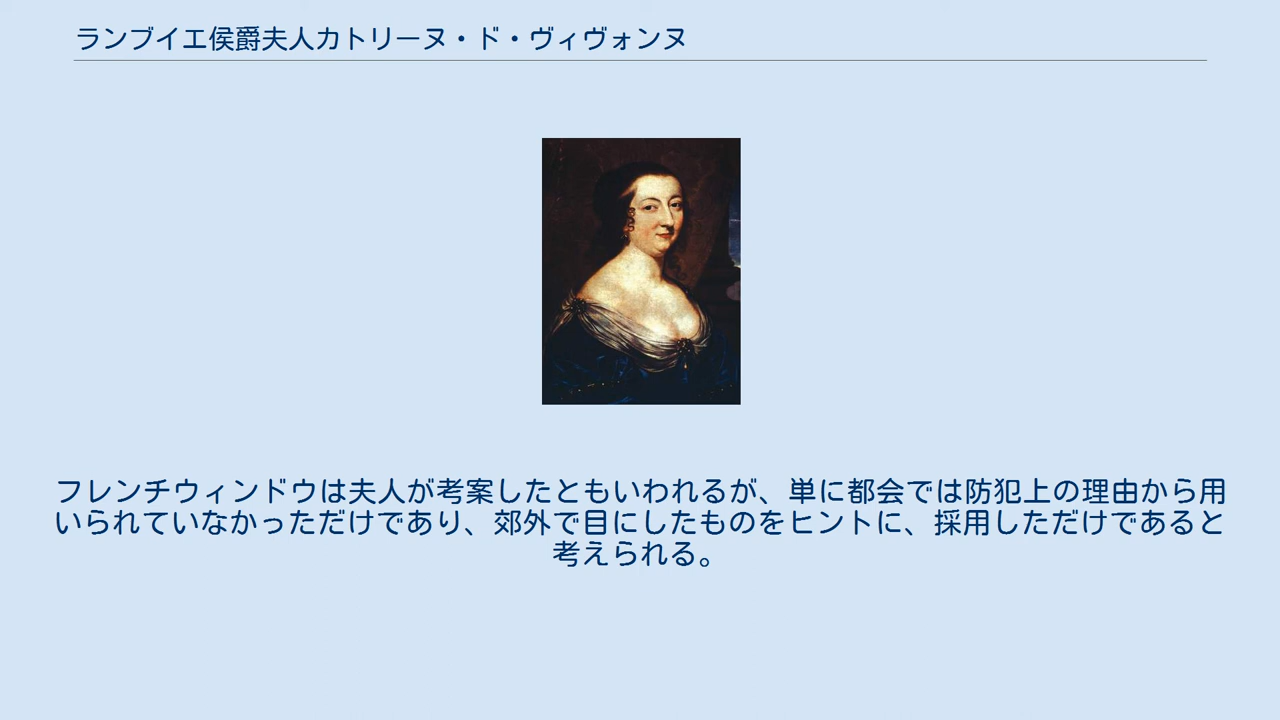 ランブイエ侯爵夫人カトリーヌ・ド・ヴィヴォンヌ
フレンチウィンドウは夫人が考案したともいわれるが、単に都会では防犯上の理由から用
いられていなかっただけであり、郊外で目にしたものをヒントに、採用しただけであると
考えられる。